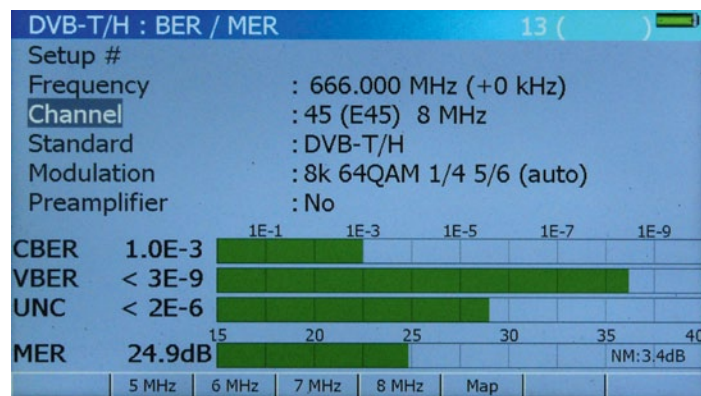 DVB-T/H : BER / MER 13 ( )
Setup #
Frequency : 666.000 MHz (+0 kHz)
Channel : 45 (E45) 8 MHz
Standard : DVB-T/H
Modulation : 8k 64QAM 1/4 5/6 (auto)
Preamplifier : No
1E-1 1E-3 1E-5 1E-7 1E-9
CBER 1.0E-3
VBER < 3E-9
UNC < 2E-6
15 20 25 30 35 40
MER 24.9dB NM:3.4dB
5 MHz 6 MHz 7 MHz 8 MHz Map